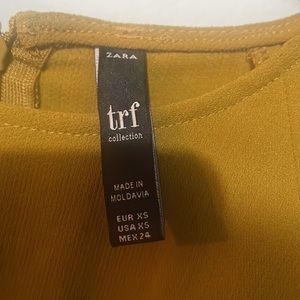 ZARA
trf
collection
MADE IN
MOLDAVIA
EUR XS
USA XS
MEX 24